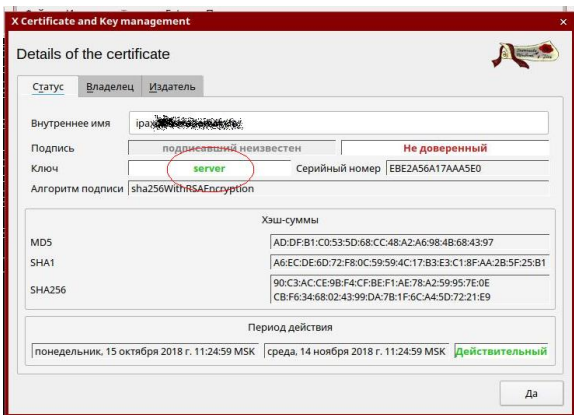 X Certificate and Key management
Details of the certificate
Статус Владелец Издатель
Внутреннее имя
Подпись подписавший неизвестен Не доверенный
Ключ server Серийный номер EBE2A56A17AAA5E0
Алгоритм подписи sha256WithRSAEncryption
Хэш-суммы
MD5 AD:DF:B1:C0:53:5D:68:CC:48:A2:A6:98:4B:68:43:97
SHA1 A6:EC:DE:6D:72:F8:0C:59:59:4C:17:B3:E3:C1:8F:AA:2B:5F:25:B1
SHA256 90:C3:AC:CE:9B:F4:CF:BE:F1:AE:78:A2:59:95:7E:0E
CB:F6:34:68:02:43:99:DA:7B:1F:6C:A4:5D:72:21:E9
Период действия
понедельник, 15 октября 2018 г. 11:24:59 MSK среда, 14 ноября 2018 г. 11:24:59 MSK Действительный
Да